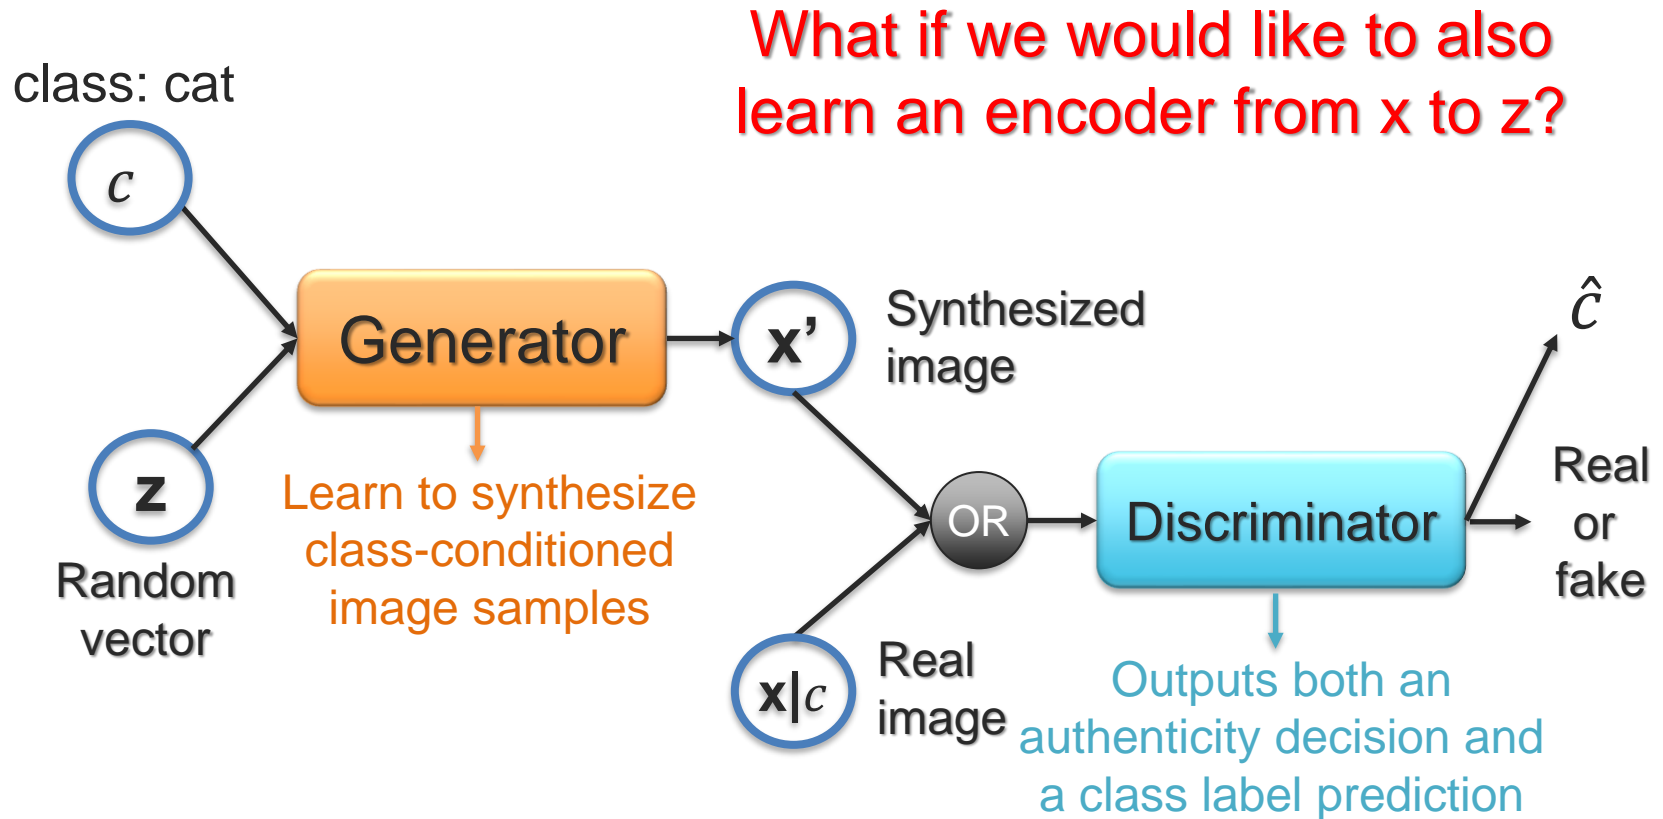 What if we would like to also
learn an encoder from x to z?
class: cat
c
Generator
x’
Synthesized
image
ĉ
z
Random
vector
Learn to synthesize
class-conditioned
image samples
OR
Discriminator
Real
or
fake
x|c
Real
image
Outputs both an
authenticity decision and
a class label prediction